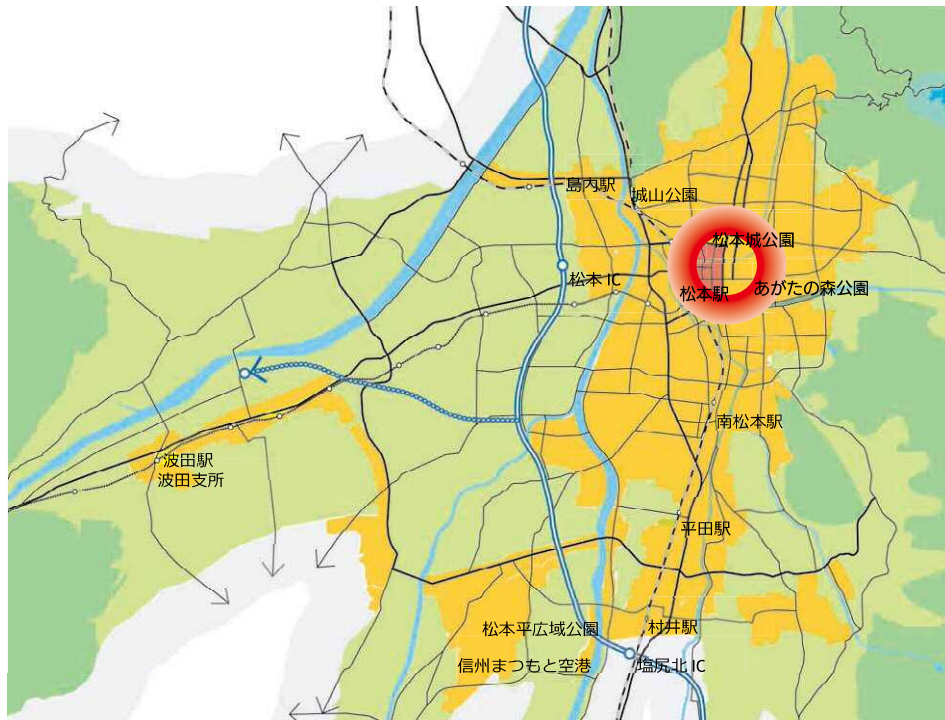 島内駅
城山公園
松本城公園
松本 IC
松本駅
あがたの森公園
南松本駅
波田駅
波田支所
平田駅
松本平広域公園
村井駅
信州まつもと空港
塩尻北 IC